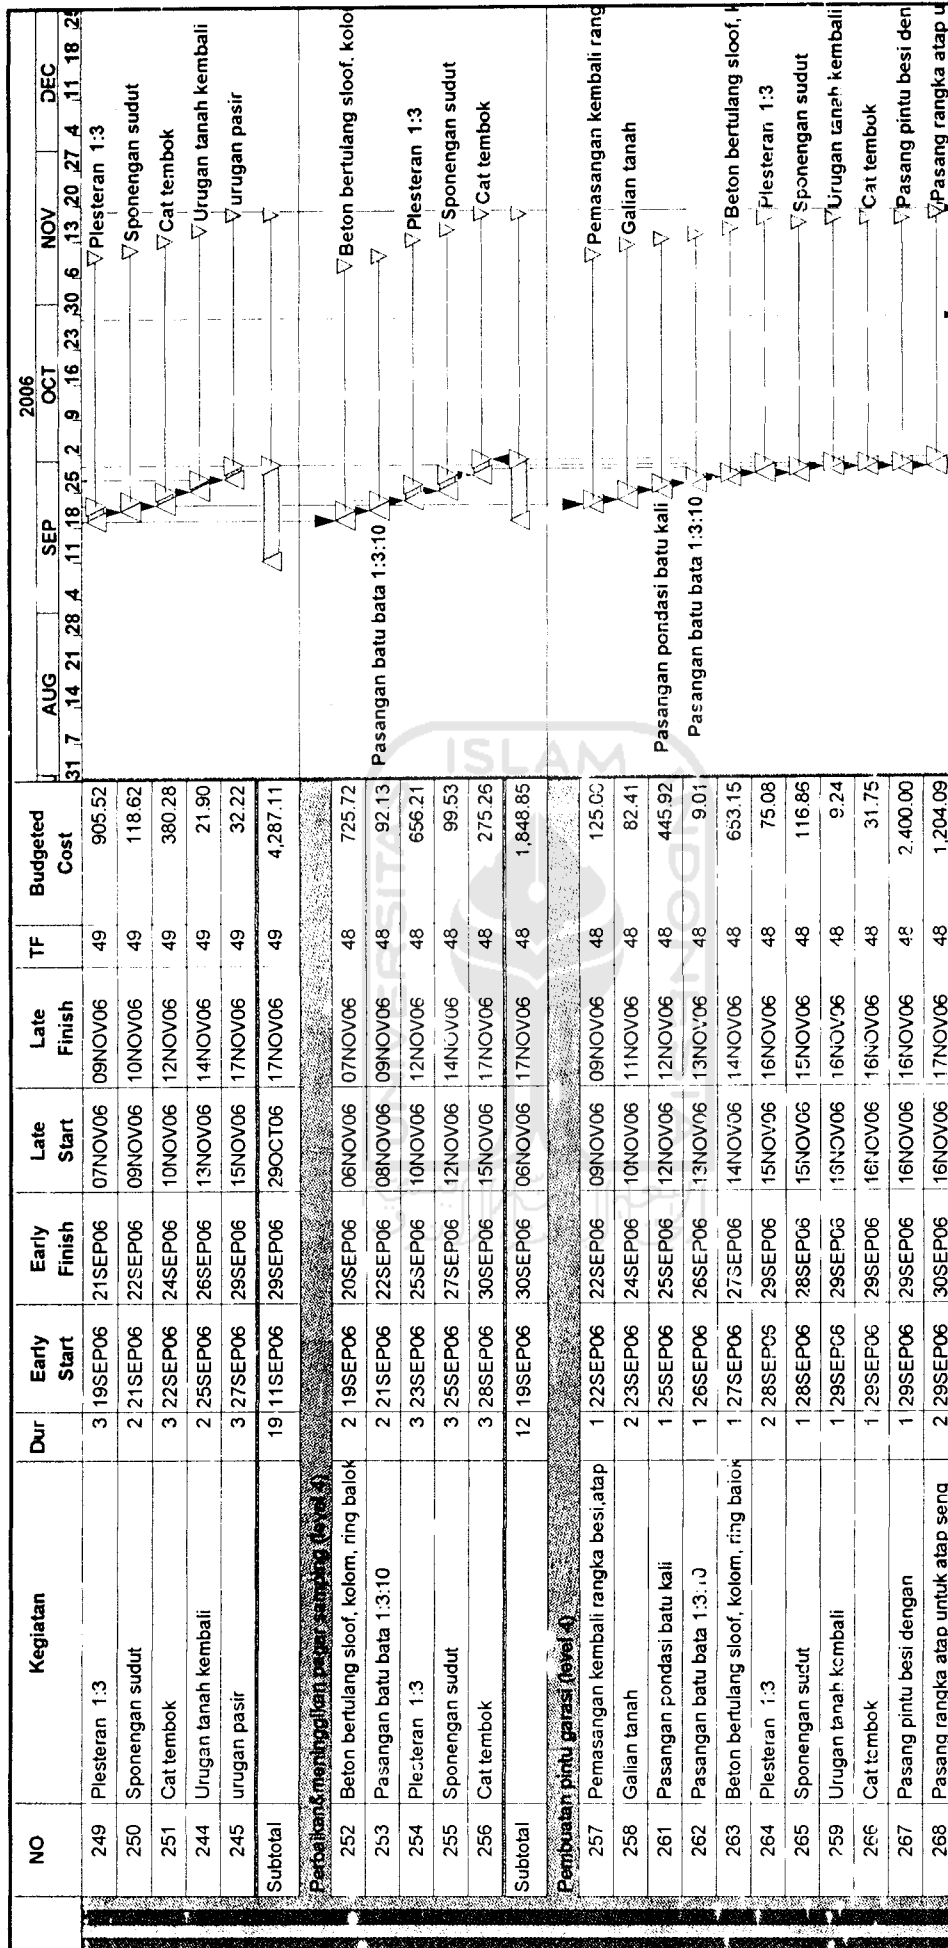 NO Kegiatan Dur Early Start Early Finish Late Start Late Finish TF Budgeted Cost
2006
AUG SEP OCT NOV DEC
31 7 14 21 28 4 11 18 25 2 9 16 23 30 6 13 20 27 4 11 18 25
249 Plesteran 1:3 3 19SEP06 21SEP06 07NOV06 09NOV06 49 905.52 Plesteran 1:3
250 Sponengan sudut 2 21SEP06 22SEP06 09NOV06 10NOV06 49 118.62 Sponengan sudut
251 Cat tembok 3 22SEP06 24SEP06 10NOV06 12NOV06 49 380.28 Cat tembok
244 Urugan tanah kembali 2 25SEP06 26SEP06 13NOV06 14NOV06 49 21.90 Urugan tanah kembali
245 urugan pasir 3 27SEP06 29SEP06 15NOV06 17NOV06 49 32.22 urugan pasir
Subtotal 19 11SEP06 29SEP06 29OCT06 17NOV06 49 4,287.11
Perbaikan&meninggikan pagar samping (level 4)
252 Beton bertulang sloof, kolom, ring balok 2 19SEP06 20SEP06 06NOV06 07NOV06 48 725.72 Beton bertulang sloof, kolo
253 Pasangan batu bata 1:3:10 2 21SEP06 22SEP06 08NOV06 09NOV06 48 92.13 Pasangan batu bata 1:3:10
254 Plesteran 1:3 3 23SEP06 25SEP06 10NOV06 12NOV06 48 656.21 Plesteran 1:3
255 Sponengan sudut 3 25SEP06 27SEP06 12NOV06 14NOV06 48 99.53 Sponengan sudut
256 Cat tembok 3 28SEP06 30SEP06 15NOV06 17NOV06 48 275.26 Cat tembok
Subtotal 12 19SEP06 30SEP06 06NOV06 17NOV06 48 1,848.85
Pembuatan pintu garasi (level 4)
257 Pemasangan kembali rangka besi,atap 1 22SEP06 22SEP06 09NOV06 09NOV06 48 125.00 Pemasangan kembali rang
258 Galian tanah 2 23SEP06 24SEP06 10NOV06 11NOV06 48 82.41 Galian tanah
261 Pasangan pondasi batu kali 1 25SEP06 25SEP06 12NOV06 12NOV06 48 445.92 Pasangan pondasi batu kali
262 Pasangan batu bata 1:3:10 1 26SEP06 26SEP06 13NOV06 13NOV06 48 9.01 Pasangan batu bata 1:3:10
263 Beton bertulang sloof, kolom, ring balok 1 27SEP06 27SEP06 14NOV06 14NOV06 48 653.15 Beton bertulang sloof, k
264 Plesteran 1:3 2 28SEP06 29SEP06 15NOV06 16NOV06 48 75.08 Plesteran 1:3
265 Sponengan sudut 1 28SEP06 28SEP06 15NOV06 15NOV06 48 116.86 Sponengan sudut
259 Urugan tanah kembali 1 29SEP06 29SEP06 16NOV06 16NOV06 48 9.24 Urugan tanah kembali
266 Cat tembok 1 29SEP06 29SEP06 16NOV06 16NOV06 48 31.75 Cat tembok
267 Pasang pintu besi dengan 1 29SEP06 29SEP06 16NOV06 16NOV06 48 2,400.00 Pasang pintu besi den
268 Pasang rangka atap untuk atap seng 2 29SEP06 30SEP06 16NOV06 17NOV06 48 1,204.09 Pasang rangka atap u
UNIVERSITAS ISLAM INDONESIA